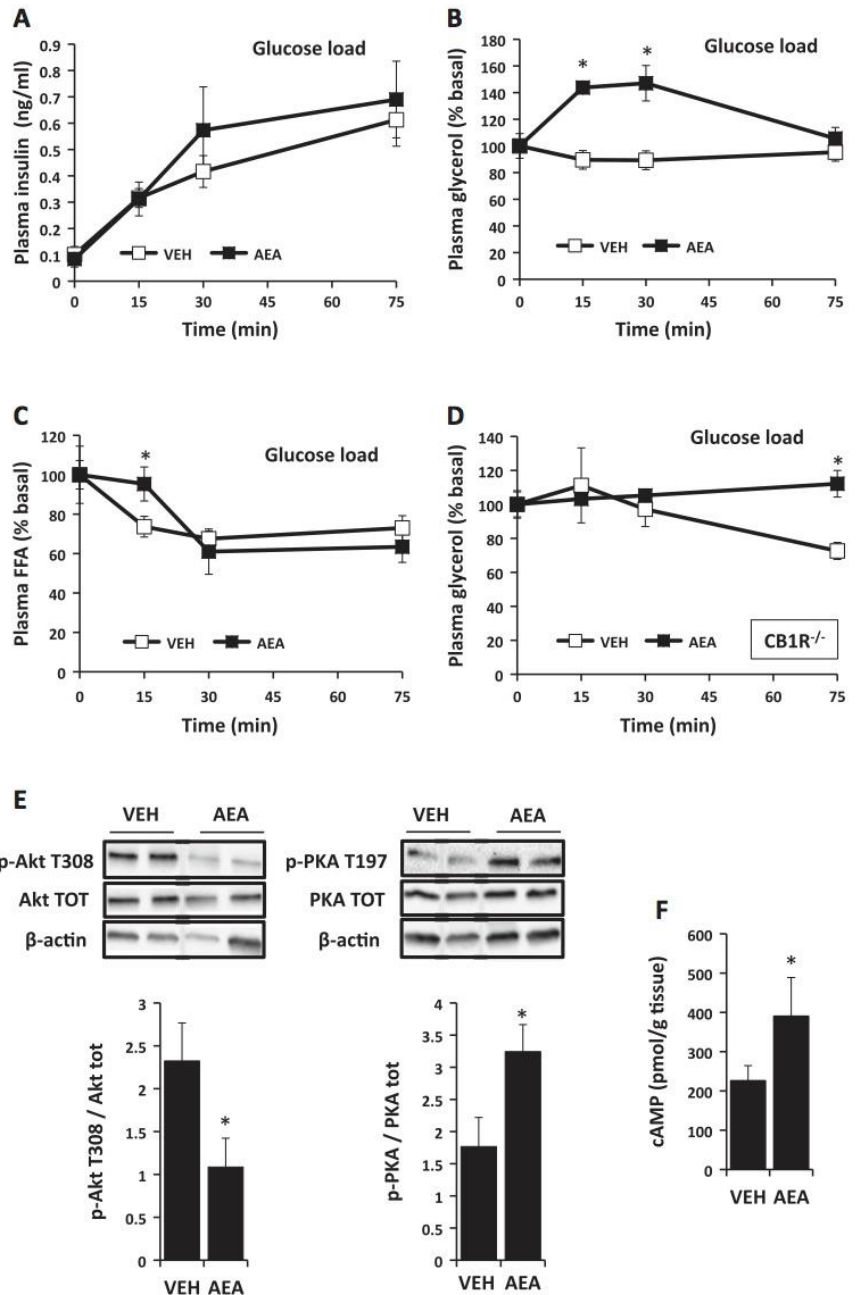 A
Glucose load
Plasma insulin (ng/ml)
0.9
0.8
0.7
0.6
0.5
0.4
0.3
0.2
0.1
0
VEH
AEA
0 15 30 45 60 75
Time (min)
B
Glucose load
Plasma glycerol (% basal)
180
160
140
120
100
80
60
40
20
0
*
*
VEH
AEA
0 15 30 45 60 75
Time (min)
C
Glucose load
Plasma FFA (% basal)
120
100
80
60
40
20
0
*
VEH
AEA
0 15 30 45 60 75
Time (min)
D
Glucose load
Plasma glycerol (% basal)
140
120
100
80
60
40
20
0
*
VEH
AEA
CB1R-/-
0 15 30 45 60 75
Time (min)
E
VEH AEA
p-Akt T308
Akt TOT
β-actin
VEH AEA
p-PKA T197
PKA TOT
β-actin
p-Akt T308 / Akt tot
3
2.5
2
1.5
1
0.5
0
*
VEH AEA
p-PKA / PKA tot
4
3.5
3
2.5
2
1.5
1
0.5
0
*
VEH AEA
F
cAMP (pmol/g tissue)
600
500
400
300
200
100
0
*
VEH AEA